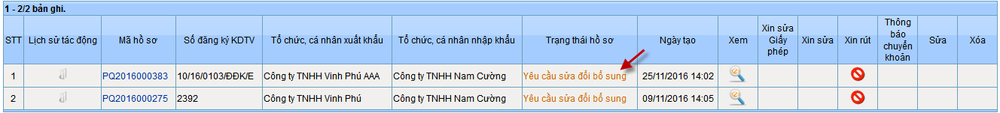 1 - 2/2 bản ghi.
STT Lịch sử tác động Mã hồ sơ Số đăng ký KDTV Tổ chức, cá nhân xuất khẩu Tổ chức, cá nhân nhập khẩu Trạng thái hồ sơ Ngày tạo Xem Xin sửa Giấy phép Xin sửa Xin rút Thông báo chuyển khoản Sửa Xóa
1 PQ2016000383 10/16/0103/ĐĐK/E Công ty TNHH Vinh Phú AAA Công ty TNHH Nam Cường Yêu cầu sửa đổi bổ sung 25/11/2016 14:02
2 PQ2016000275 2392 Công ty TNHH Vinh Phú Công ty TNHH Nam Cường Yêu cầu sửa đổi bổ sung 09/11/2016 14:05